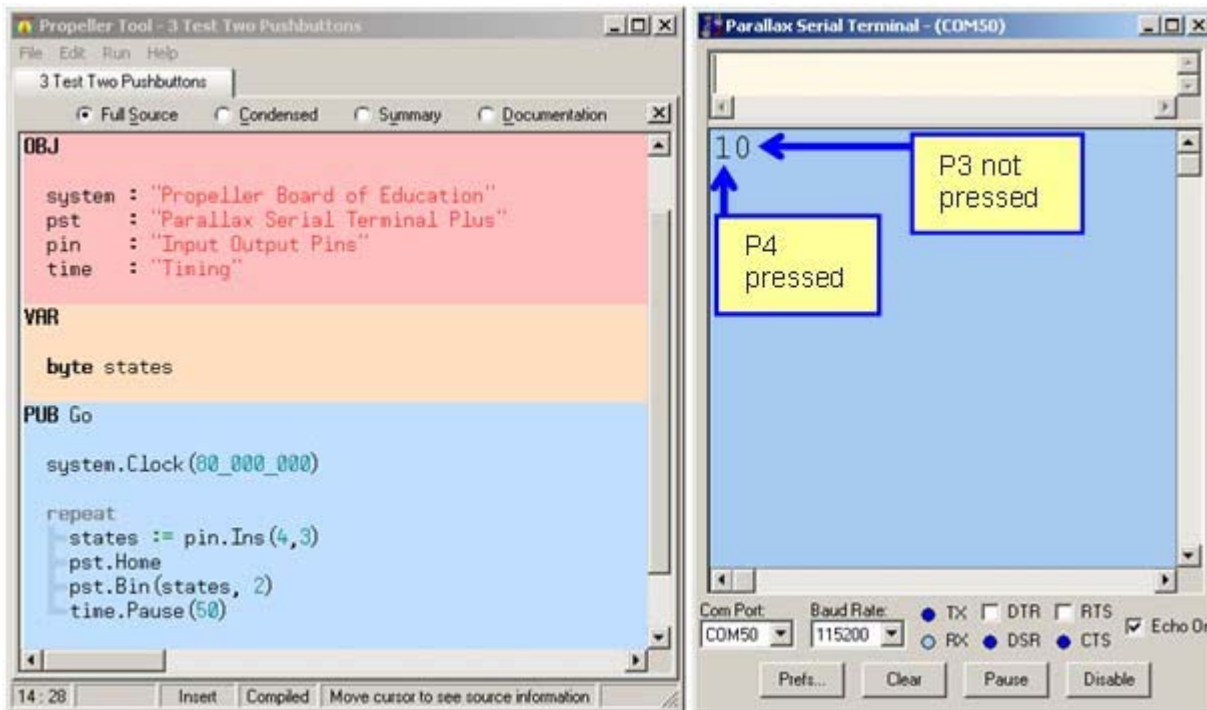 Propeller Tool - 3 Test Two Pushbuttons
File Edit Run Help
3 Test Two Pushbuttons
Full Source Condensed Summary Documentation
OBJ
system : "Propeller Board of Education"
pst : "Parallax Serial Terminal Plus"
pin : "Input Output Pins"
time : "Timing"
VAR
byte states
PUB Go
system.Clock(80_000_000)
repeat
states := pin.Ins(4,3)
pst.Home
pst.Bin(states, 2)
time.Pause(50)
14 : 28 Insert Compiled Move cursor to see source information
Parallax Serial Terminal - (COM50)
10
P3 not
pressed
P4
pressed
Com Port: Baud Rate: TX DTR RTS
COM50 115200 RX DSR CTS Echo On
Prefs... Clear Pause Disable